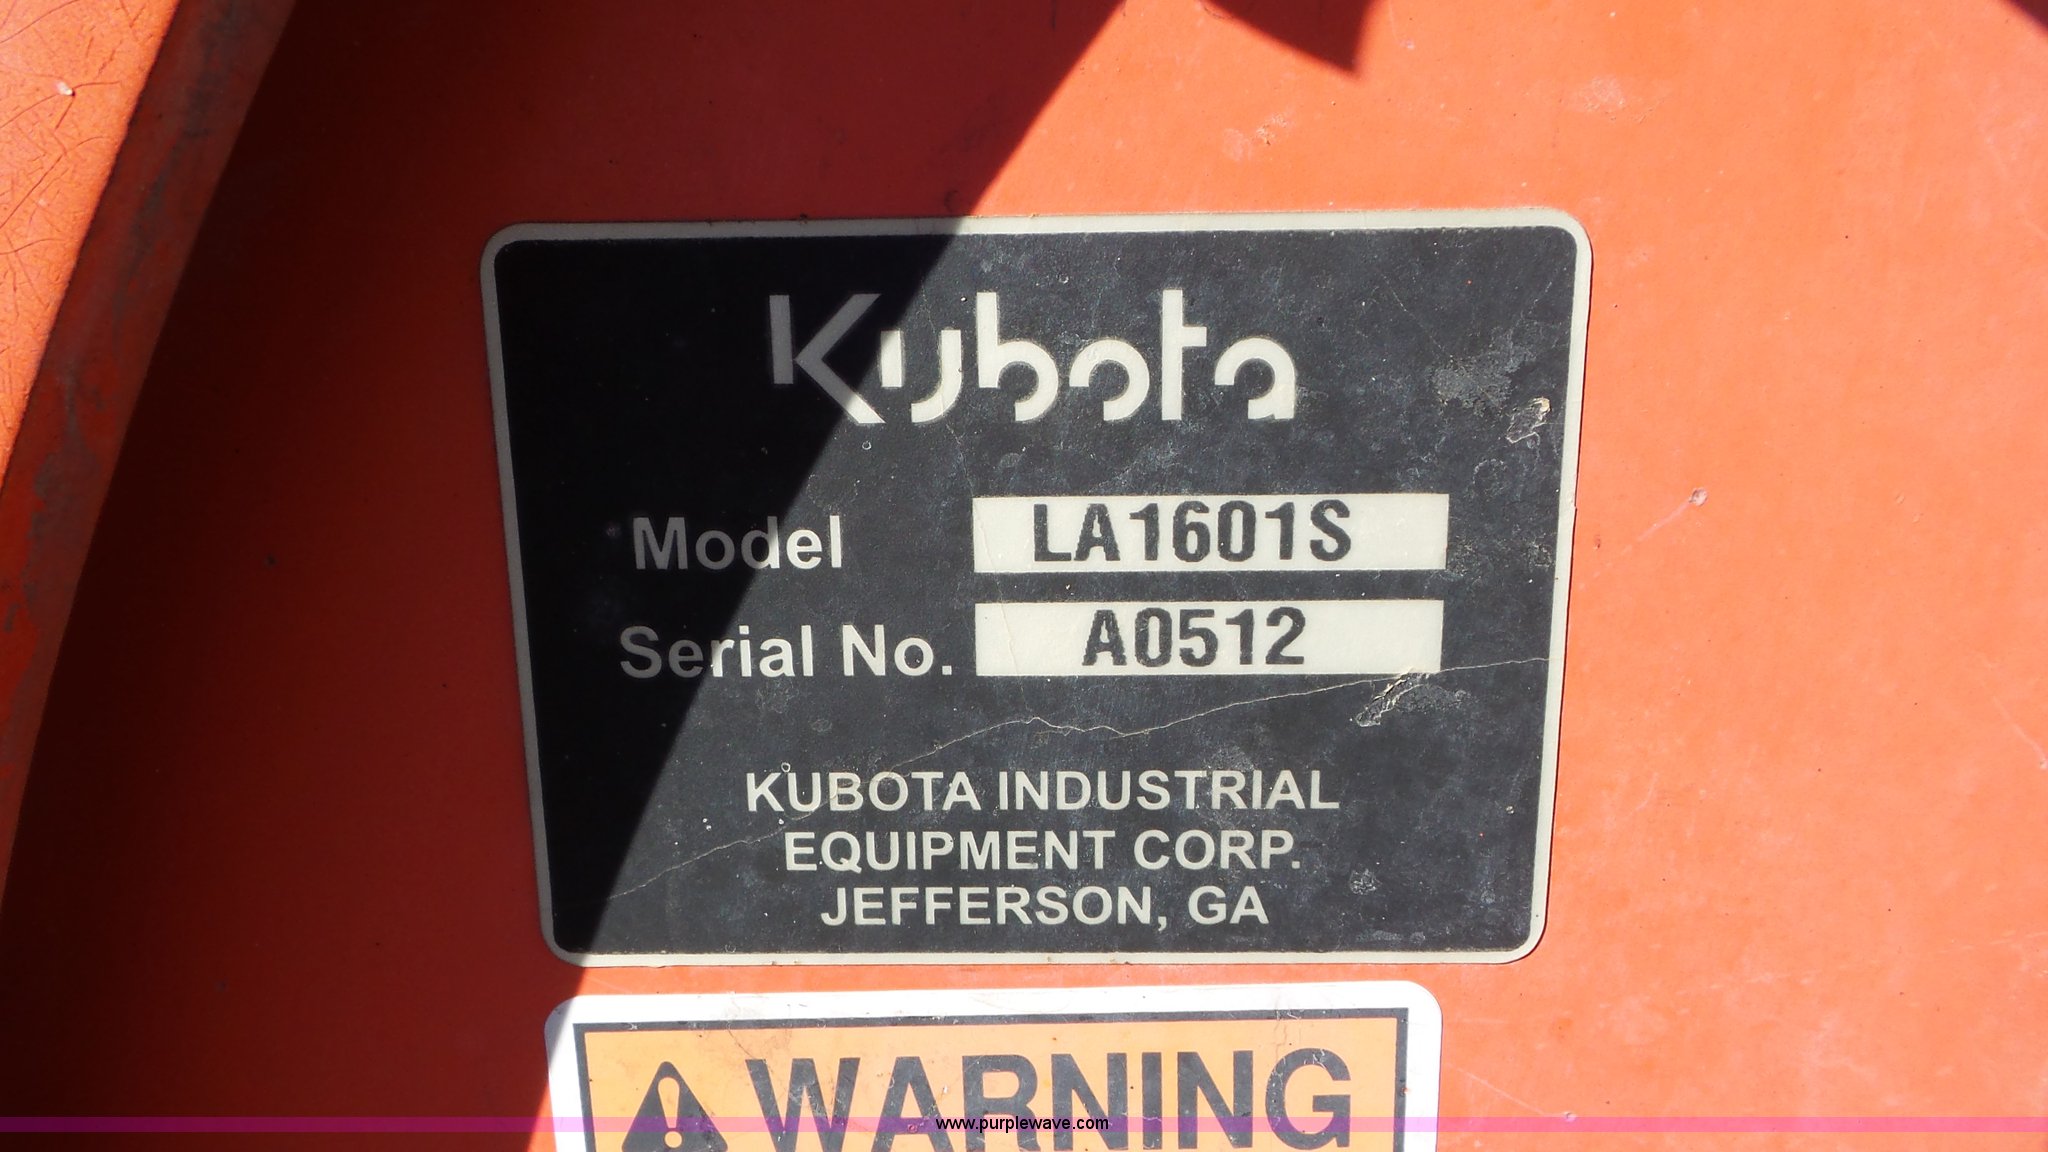 Kubota
Model LA1601S
Serial No. A0512
KUBOTA INDUSTRIAL
EQUIPMENT CORP.
JEFFERSON, GA
WARNING
www.purplewave.com